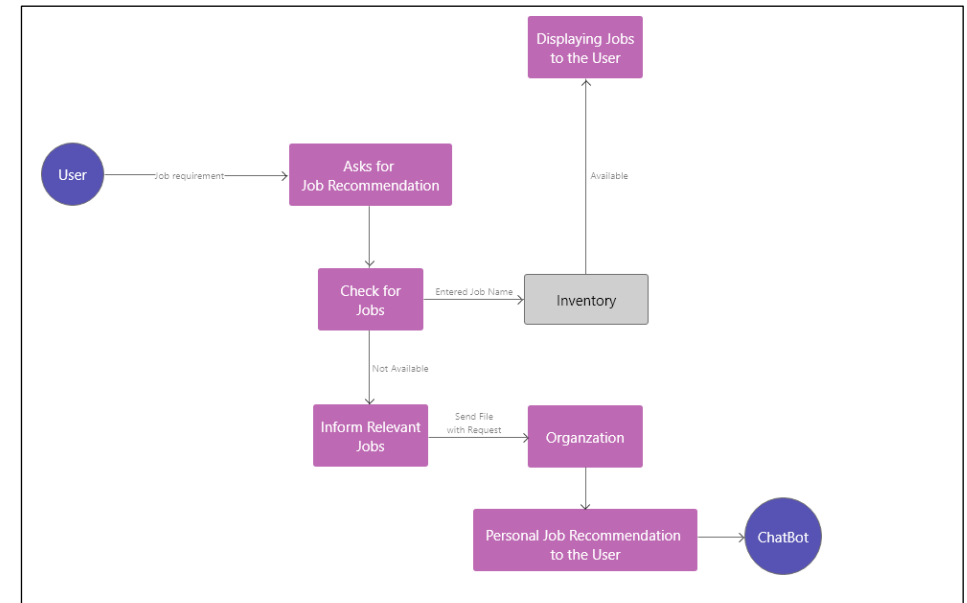 Displaying Jobs
to the User
User
Job requirement
Asks for
Job Recommendation
Available
Check for
Jobs
Entered Job Name
Inventory
Not Available
Inform Relevant
Jobs
Send File
with Request
Organzation
Personal Job Recommendation
to the User
ChatBot